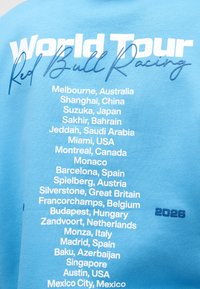 World Tour
Red Bull Racing
Melbourne, Australia
Shanghai, China
Suzuka, Japan
Sakhir, Bahrain
Jeddah, Saudi Arabia
Miami, USA
Montreal, Canada
Monaco
Barcelona, Spain
Spielberg, Austria
Silverstone, Great Britain
Francorchamps, Belgium
Budapest, Hungary
2026
Zandvoort, Netherlands
Monza, Italy
Madrid, Spain
Baku, Azerbaijan
Singapore
Austin, USA
Mexico City, Mexico